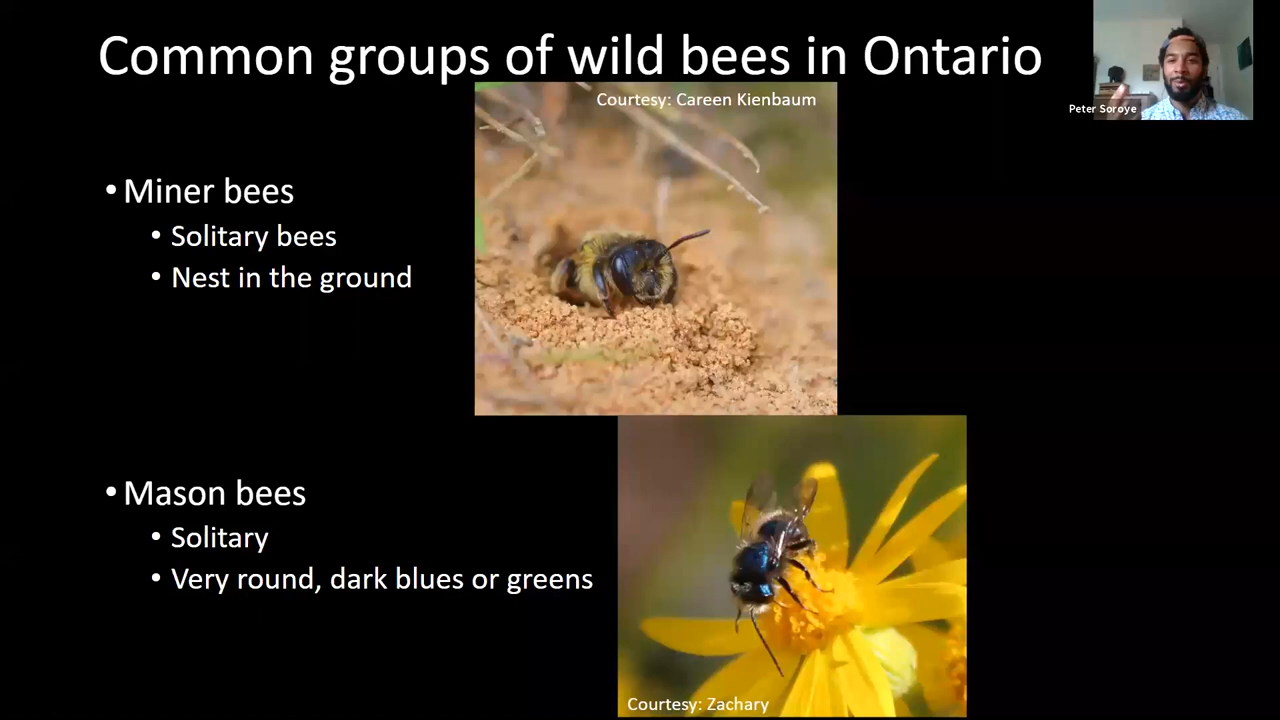 Common groups of wild bees in Ontario
Courtesy: Careen Kienbaum
Peter Soroye
• Miner bees
• Solitary bees
• Nest in the ground
• Mason bees
• Solitary
• Very round, dark blues or greens
Courtesy: Zachary